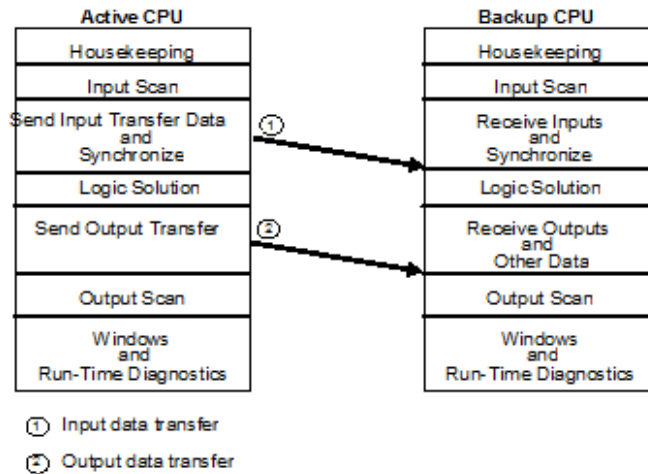 Active CPU
Housekeeping
Input Scan
Send Input Transfer Data
and
Synchronize
Logic Solution
Send Output Transfer
Output Scan
Windows
and
Run-Time Diagnostics
1
2
Backup CPU
Housekeeping
Input Scan
Receive Inputs
and
Synchronize
Logic Solution
Receive Outputs
and
Other Data
Output Scan
Windows
and
Run-Time Diagnostics
1 Input data transfer
2 Output data transfer